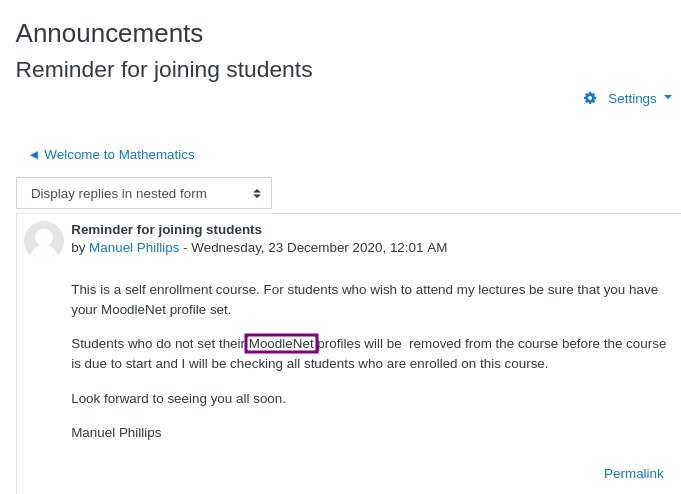 Announcements
Reminder for joining students
Settings
◄ Welcome to Mathematics
Display replies in nested form
Reminder for joining students
by Manuel Phillips - Wednesday, 23 December 2020, 12:01 AM
This is a self enrollment course. For students who wish to attend my lectures be sure that you have
your MoodleNet profile set.
Students who do not set their MoodleNet profiles will be  removed from the course before the course
is due to start and I will be checking all students who are enrolled on this course.
Look forward to seeing you all soon.
Manuel Phillips
Permalink